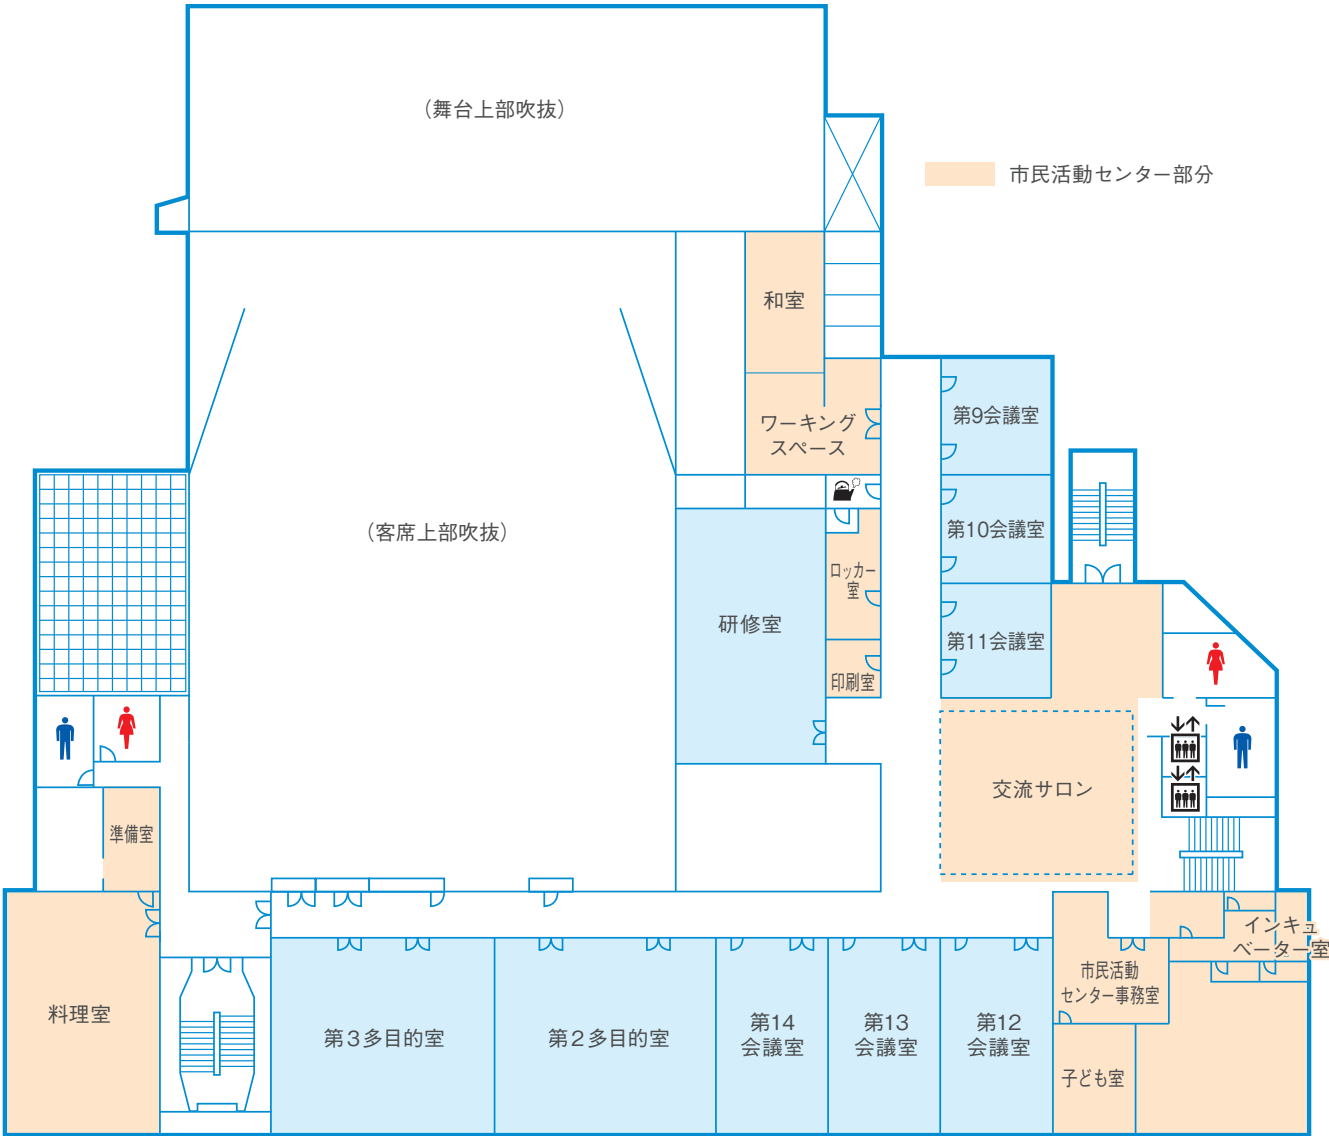 （舞台上部吹抜）
市民活動センター部分
和室
ワーキング
スペース
第9会議室
（客席上部吹抜）
第10会議室
ロッカー
室
研修室
第11会議室
印刷室
交流サロン
準備室
インキュ
ベーター室
市民活動
センター事務室
料理室
第3多目的室
第2多目的室
第14
会議室
第13
会議室
第12
会議室
子ども室